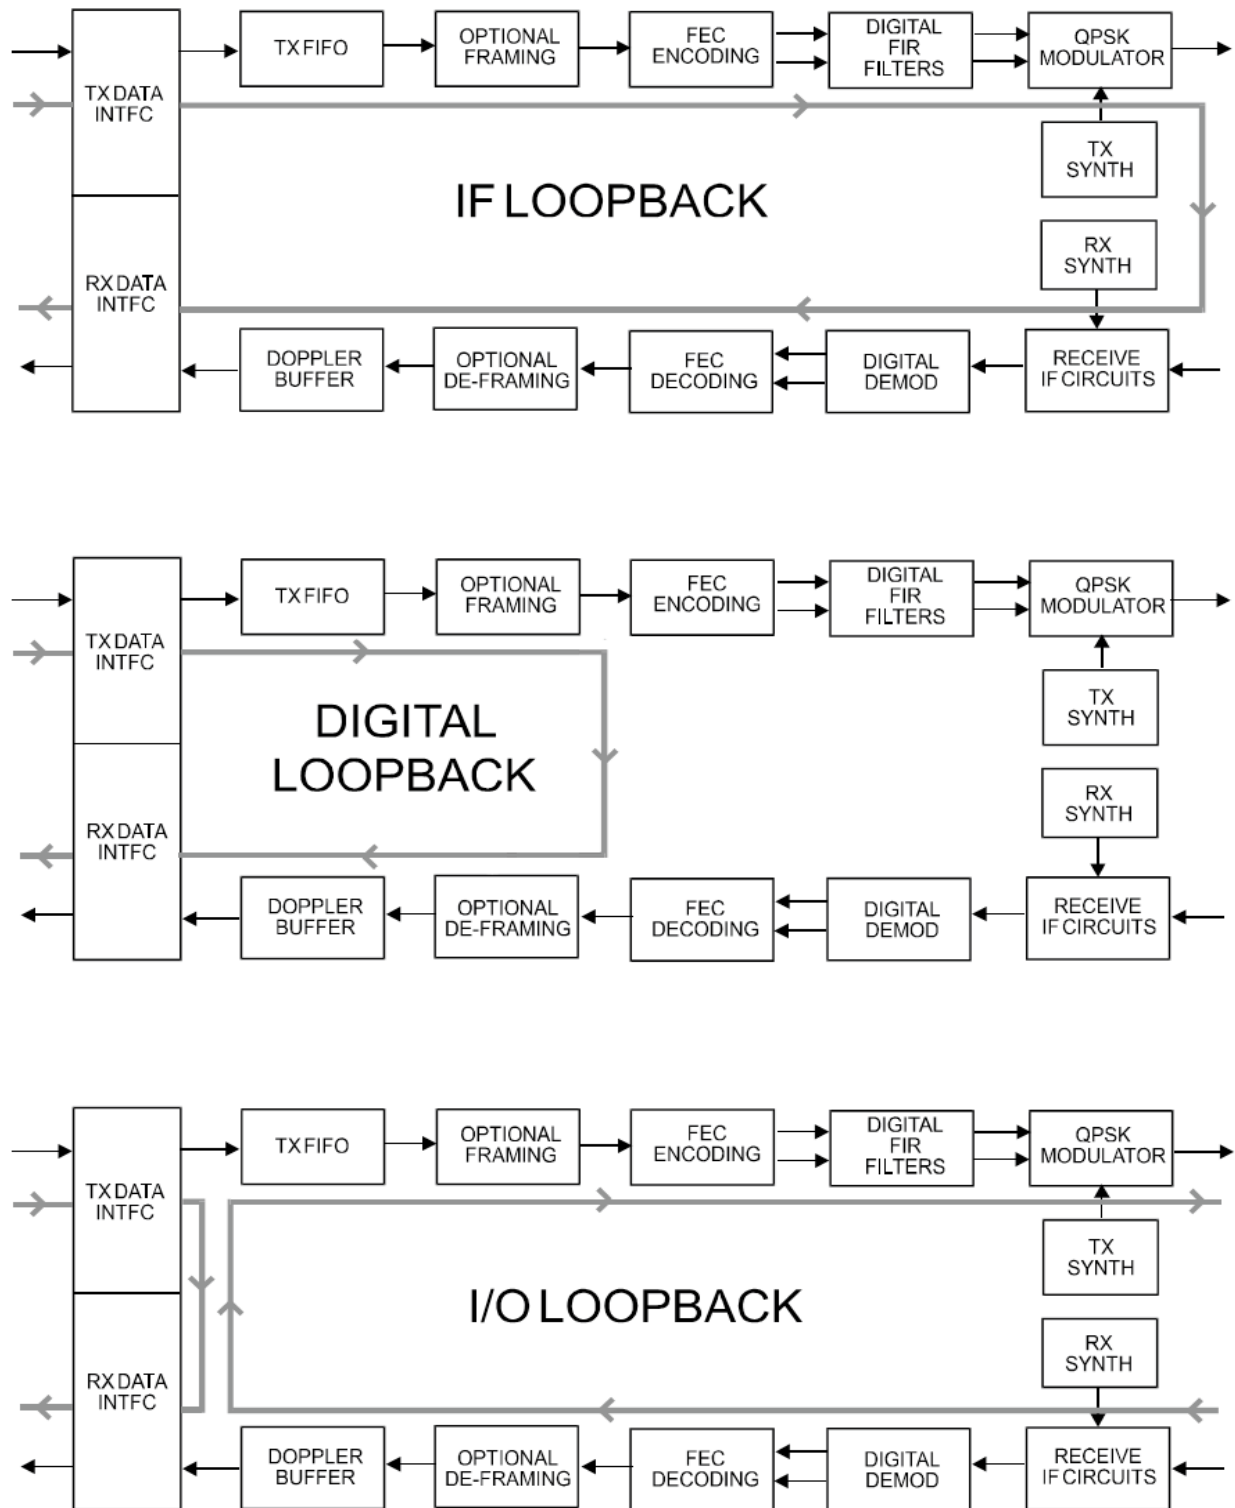 TX FIFO
OPTIONAL
FRAMING
FEC
ENCODING
DIGITAL
FIR
FILTERS
QPSK
MODULATOR
TX DATA
INTFC
TX
SYNTH
IF LOOPBACK
RX
SYNTH
RX DATA
INTFC
DOPPLER
BUFFER
OPTIONAL
DE-FRAMING
FEC
DECODING
DIGITAL
DEMOD
RECEIVE
IF CIRCUITS
TX FIFO
OPTIONAL
FRAMING
FEC
ENCODING
DIGITAL
FIR
FILTERS
QPSK
MODULATOR
TX DATA
INTFC
TX
SYNTH
DIGITAL
LOOPBACK
RX
SYNTH
RX DATA
INTFC
DOPPLER
BUFFER
OPTIONAL
DE-FRAMING
FEC
DECODING
DIGITAL
DEMOD
RECEIVE
IF CIRCUITS
TX FIFO
OPTIONAL
FRAMING
FEC
ENCODING
DIGITAL
FIR
FILTERS
QPSK
MODULATOR
TX DATA
INTFC
TX
SYNTH
I/O LOOPBACK
RX
SYNTH
RX DATA
INTFC
DOPPLER
BUFFER
OPTIONAL
DE-FRAMING
FEC
DECODING
DIGITAL
DEMOD
RECEIVE
IF CIRCUITS